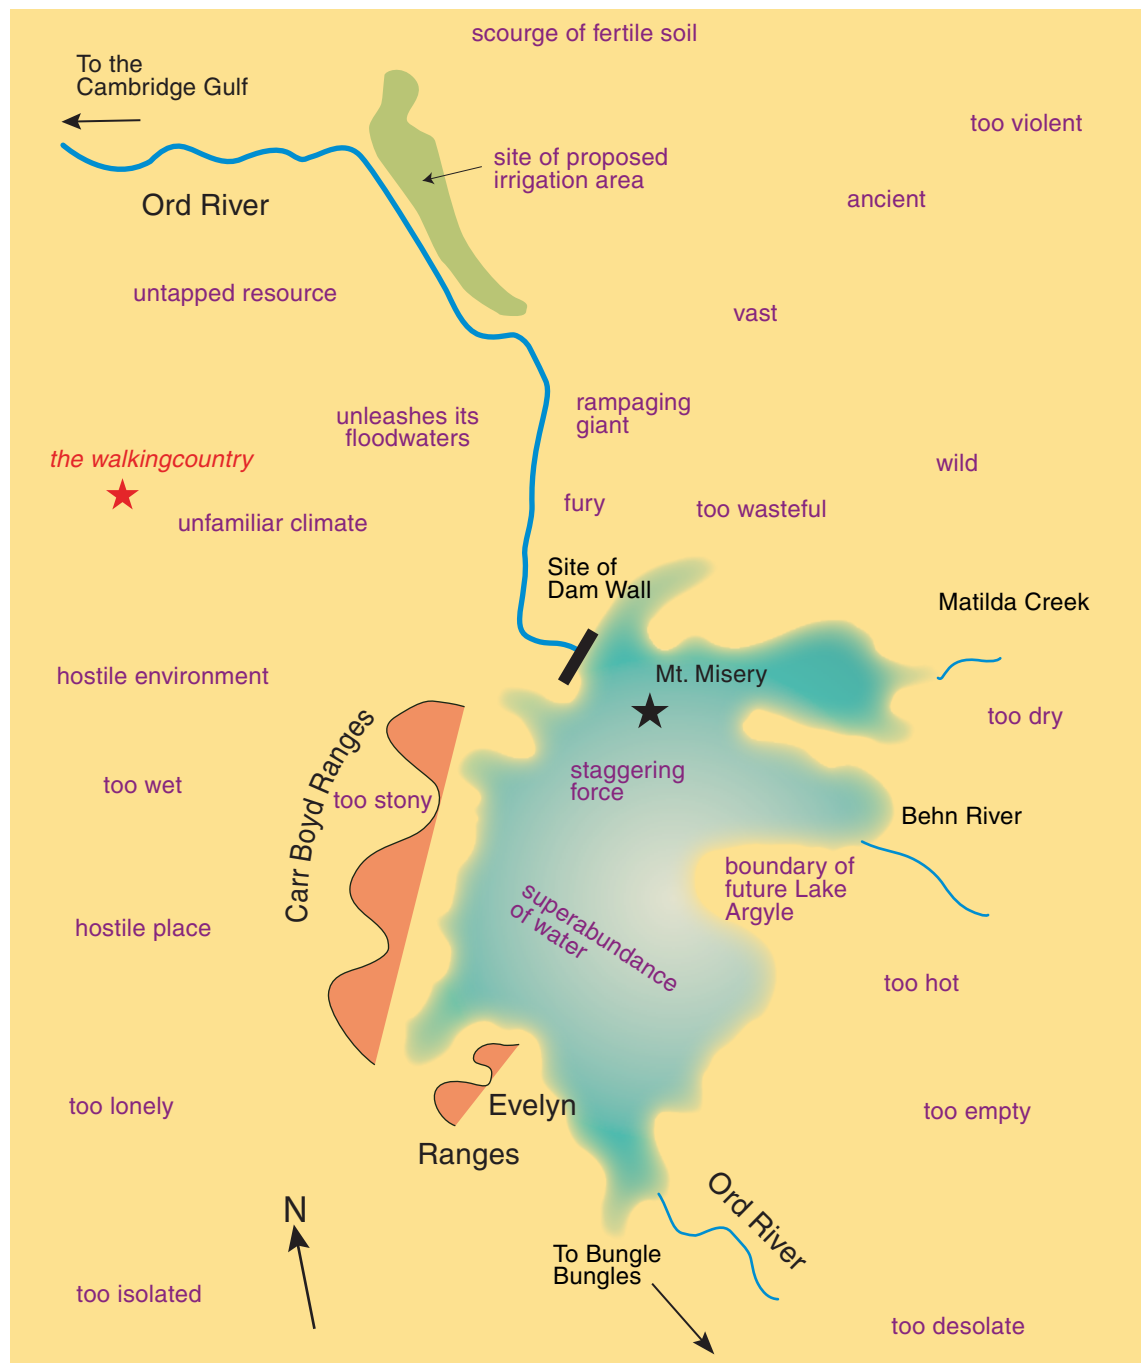 scourge of fertile soil
To the
Cambridge Gulf
too violent
site of proposed
irrigation area
ancient
Ord River
untapped resource
vast
rampaging
giant
unleashes its
floodwaters
the walkingcountry
wild
fury
too wasteful
unfamiliar climate
Site of
Dam Wall
Matilda Creek
hostile environment
Mt. Misery
too dry
Carr Boyd Ranges
too wet
too stony
staggering
force
Behn River
boundary of
future Lake
Argyle
superabundance
of water
hostile place
too hot
too lonely
Evelyn
Ranges
too empty
N
Ord River
To Bungle
Bungles
too isolated
too desolate